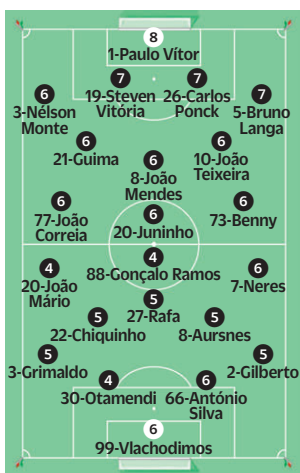 8
1-Paulo Vítor
7 7
19-Steven 26-Carlos
Vitória Ponck
6 7
3-Nélson 5-Bruno
Monte Langa
6 6
21-Guima 10-João
Teixeira
6
8-João
Mendes
6 6
77-João 73-Benny
Correia
6
20-Juninho
4
88-Gonçalo Ramos
4 6
20-João 7-Neres
Mário
5
27-Rafa
5 5
22-Chiquinho 8-Aursnes
5 5
3-Grimaldo 2-Gilberto
4 6
30-Otamendi 66-António
Silva
6
99-Vlachodimos